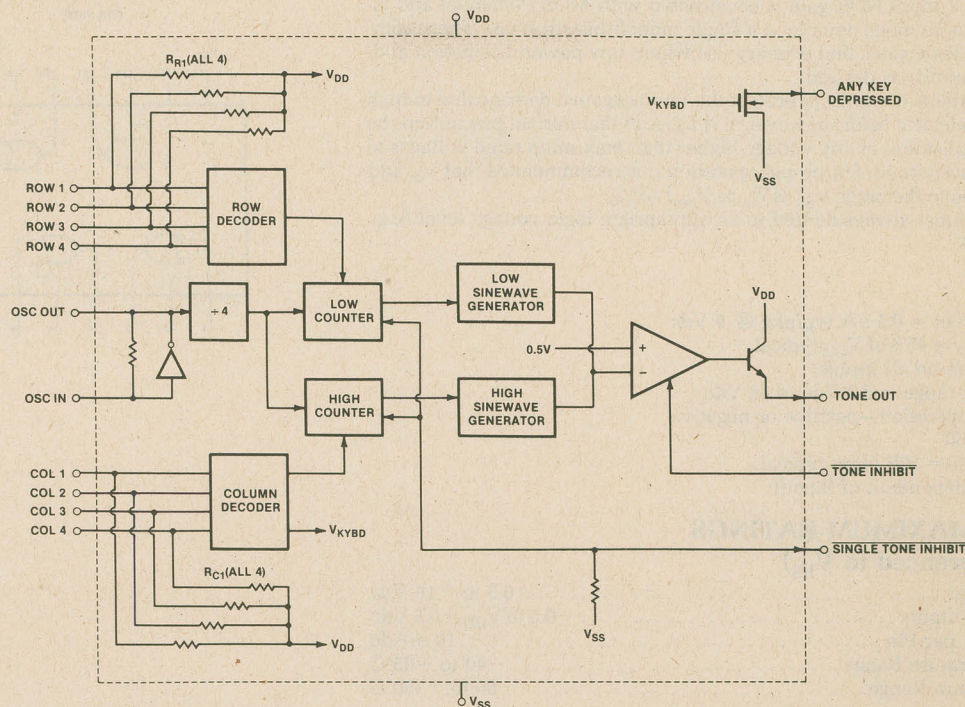 V_DD
R_R1(ALL 4)
V_DD
ANY KEY
DEPRESSED
V_KYBD
V_SS
ROW 1
ROW 2
ROW 3
ROW 4
ROW
DECODER
OSC OUT
÷4
LOW
COUNTER
LOW
SINEWAVE
GENERATOR
V_DD
0.5V
+
−
OSC IN
HIGH
COUNTER
HIGH
SINEWAVE
GENERATOR
TONE OUT
COL 1
COL 2
COL 3
COL 4
COLUMN
DECODER
V_KYBD
TONE INHIBIT
SINGLE TONE INHIBIT
R_C1(ALL 4)
V_DD
V_SS
V_SS